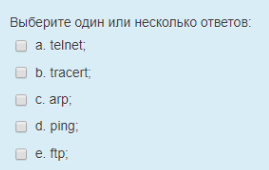 Выберите один или несколько ответов:
a. telnet;
b. tracert;
c. arp;
d. ping;
e. ftp;